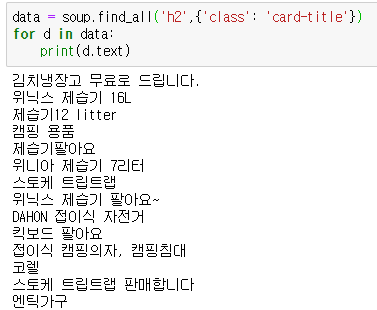 data = soup.find_all('h2',{'class': 'card-title'})
for d in data:
    print(d.text)
김치냉장고 무료로 드립니다.
위닉스 제습기 16L
제습기12 litter
캠핑 용품
제습기팔아요
위니아 제습기 7리터
스토케 트립트랩
위닉스 제습기 팔아요~
DAHON 접이식 자전거
킥보드 팔아요
접이식 캠핑의자, 캠핑침대
코렐
스토케 트립트랩 판매합니다
엔틱가구